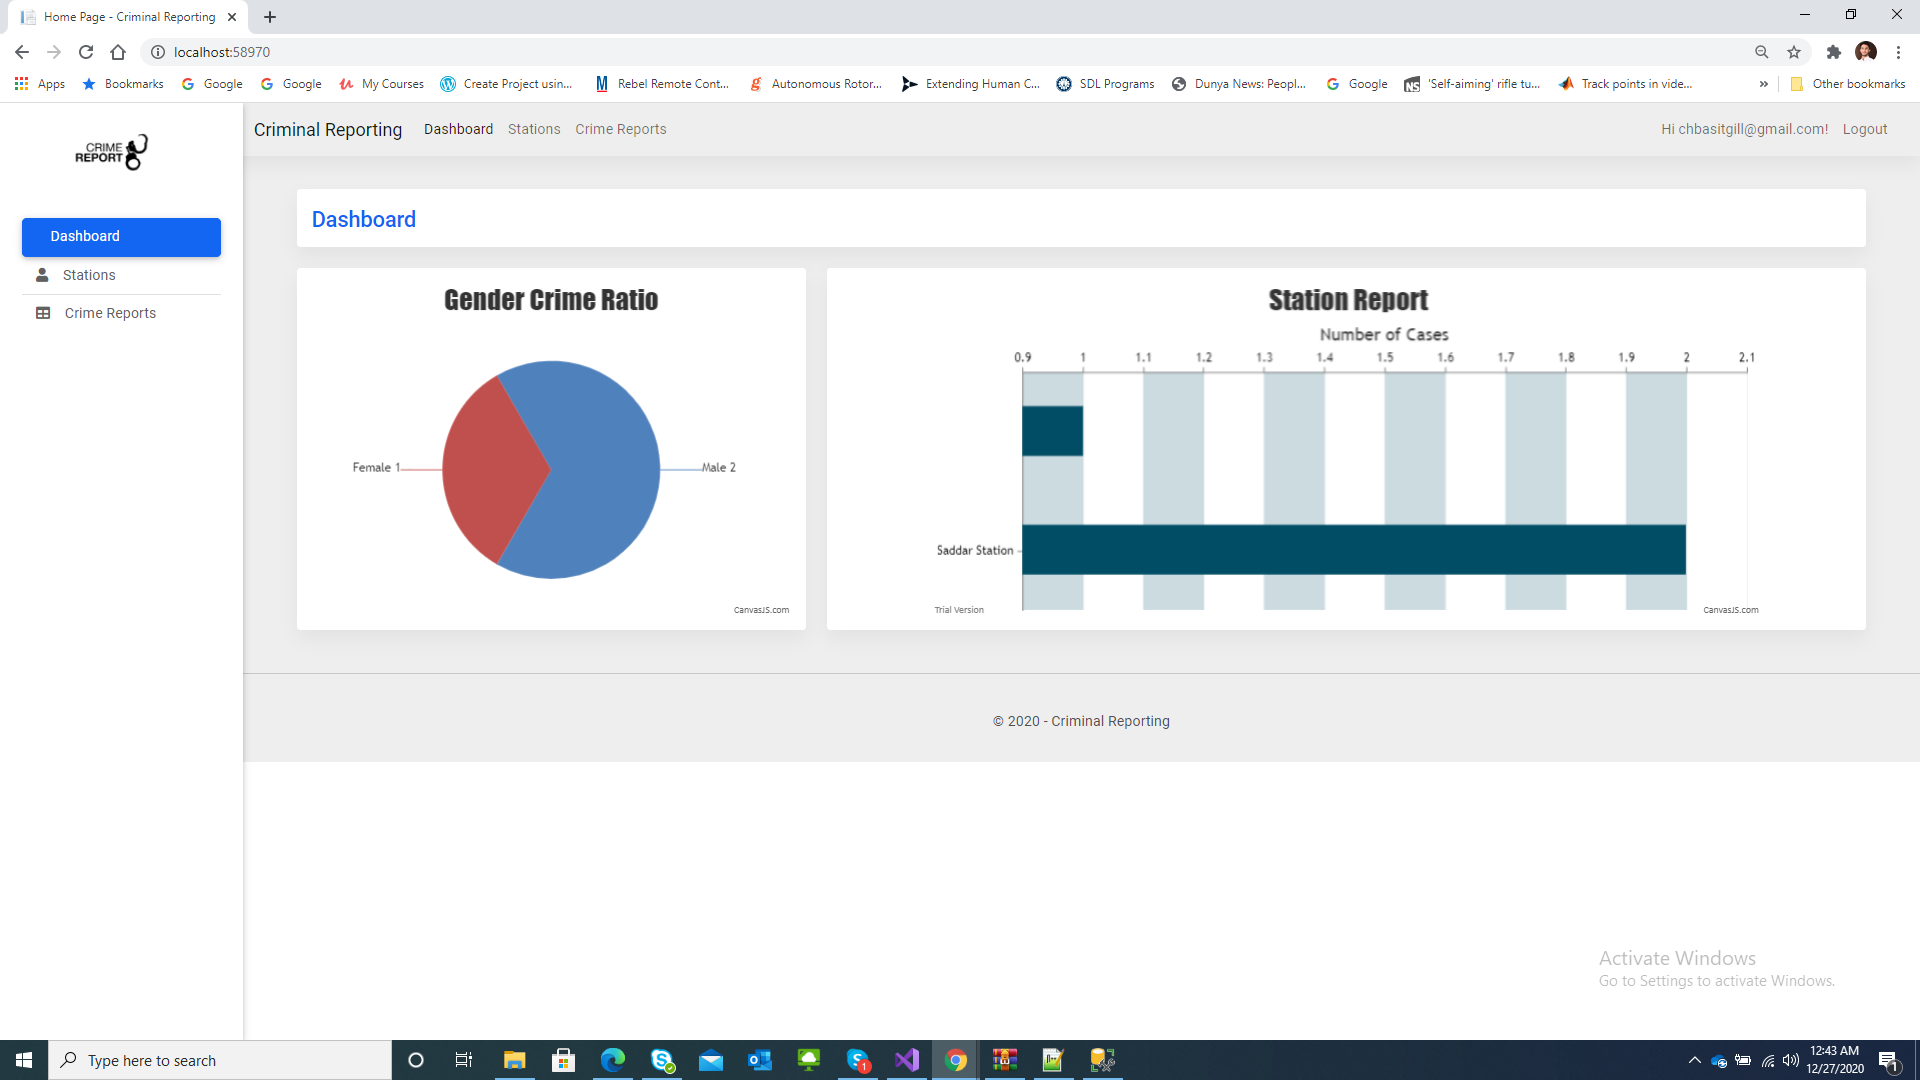 Home Page - Criminal Reporting
localhost:58970
Apps Bookmarks Google Google My Courses Create Project usin... Rebel Remote Cont... Autonomous Rotor... Extending Human C... SDL Programs Dunya News: Peopl... Google 'Self-aiming' rifle tu... Track points in vide... » Other bookmarks
CRIME
REPORT
Criminal Reporting Dashboard Stations Crime Reports Hi chbasitgill@gmail.com! Logout
Dashboard
Stations
Crime Reports
Dashboard
Gender Crime Ratio
Female 1
Male 2
CanvasJS.com
Station Report
Number of Cases
0.9 1 1.1 1.2 1.3 1.4 1.5 1.6 1.7 1.8 1.9 2 2.1
Saddar Station
Trial Version
CanvasJS.com
© 2020 - Criminal Reporting
Activate Windows
Go to Settings to activate Windows.
Type here to search
12:43 AM
12/27/2020